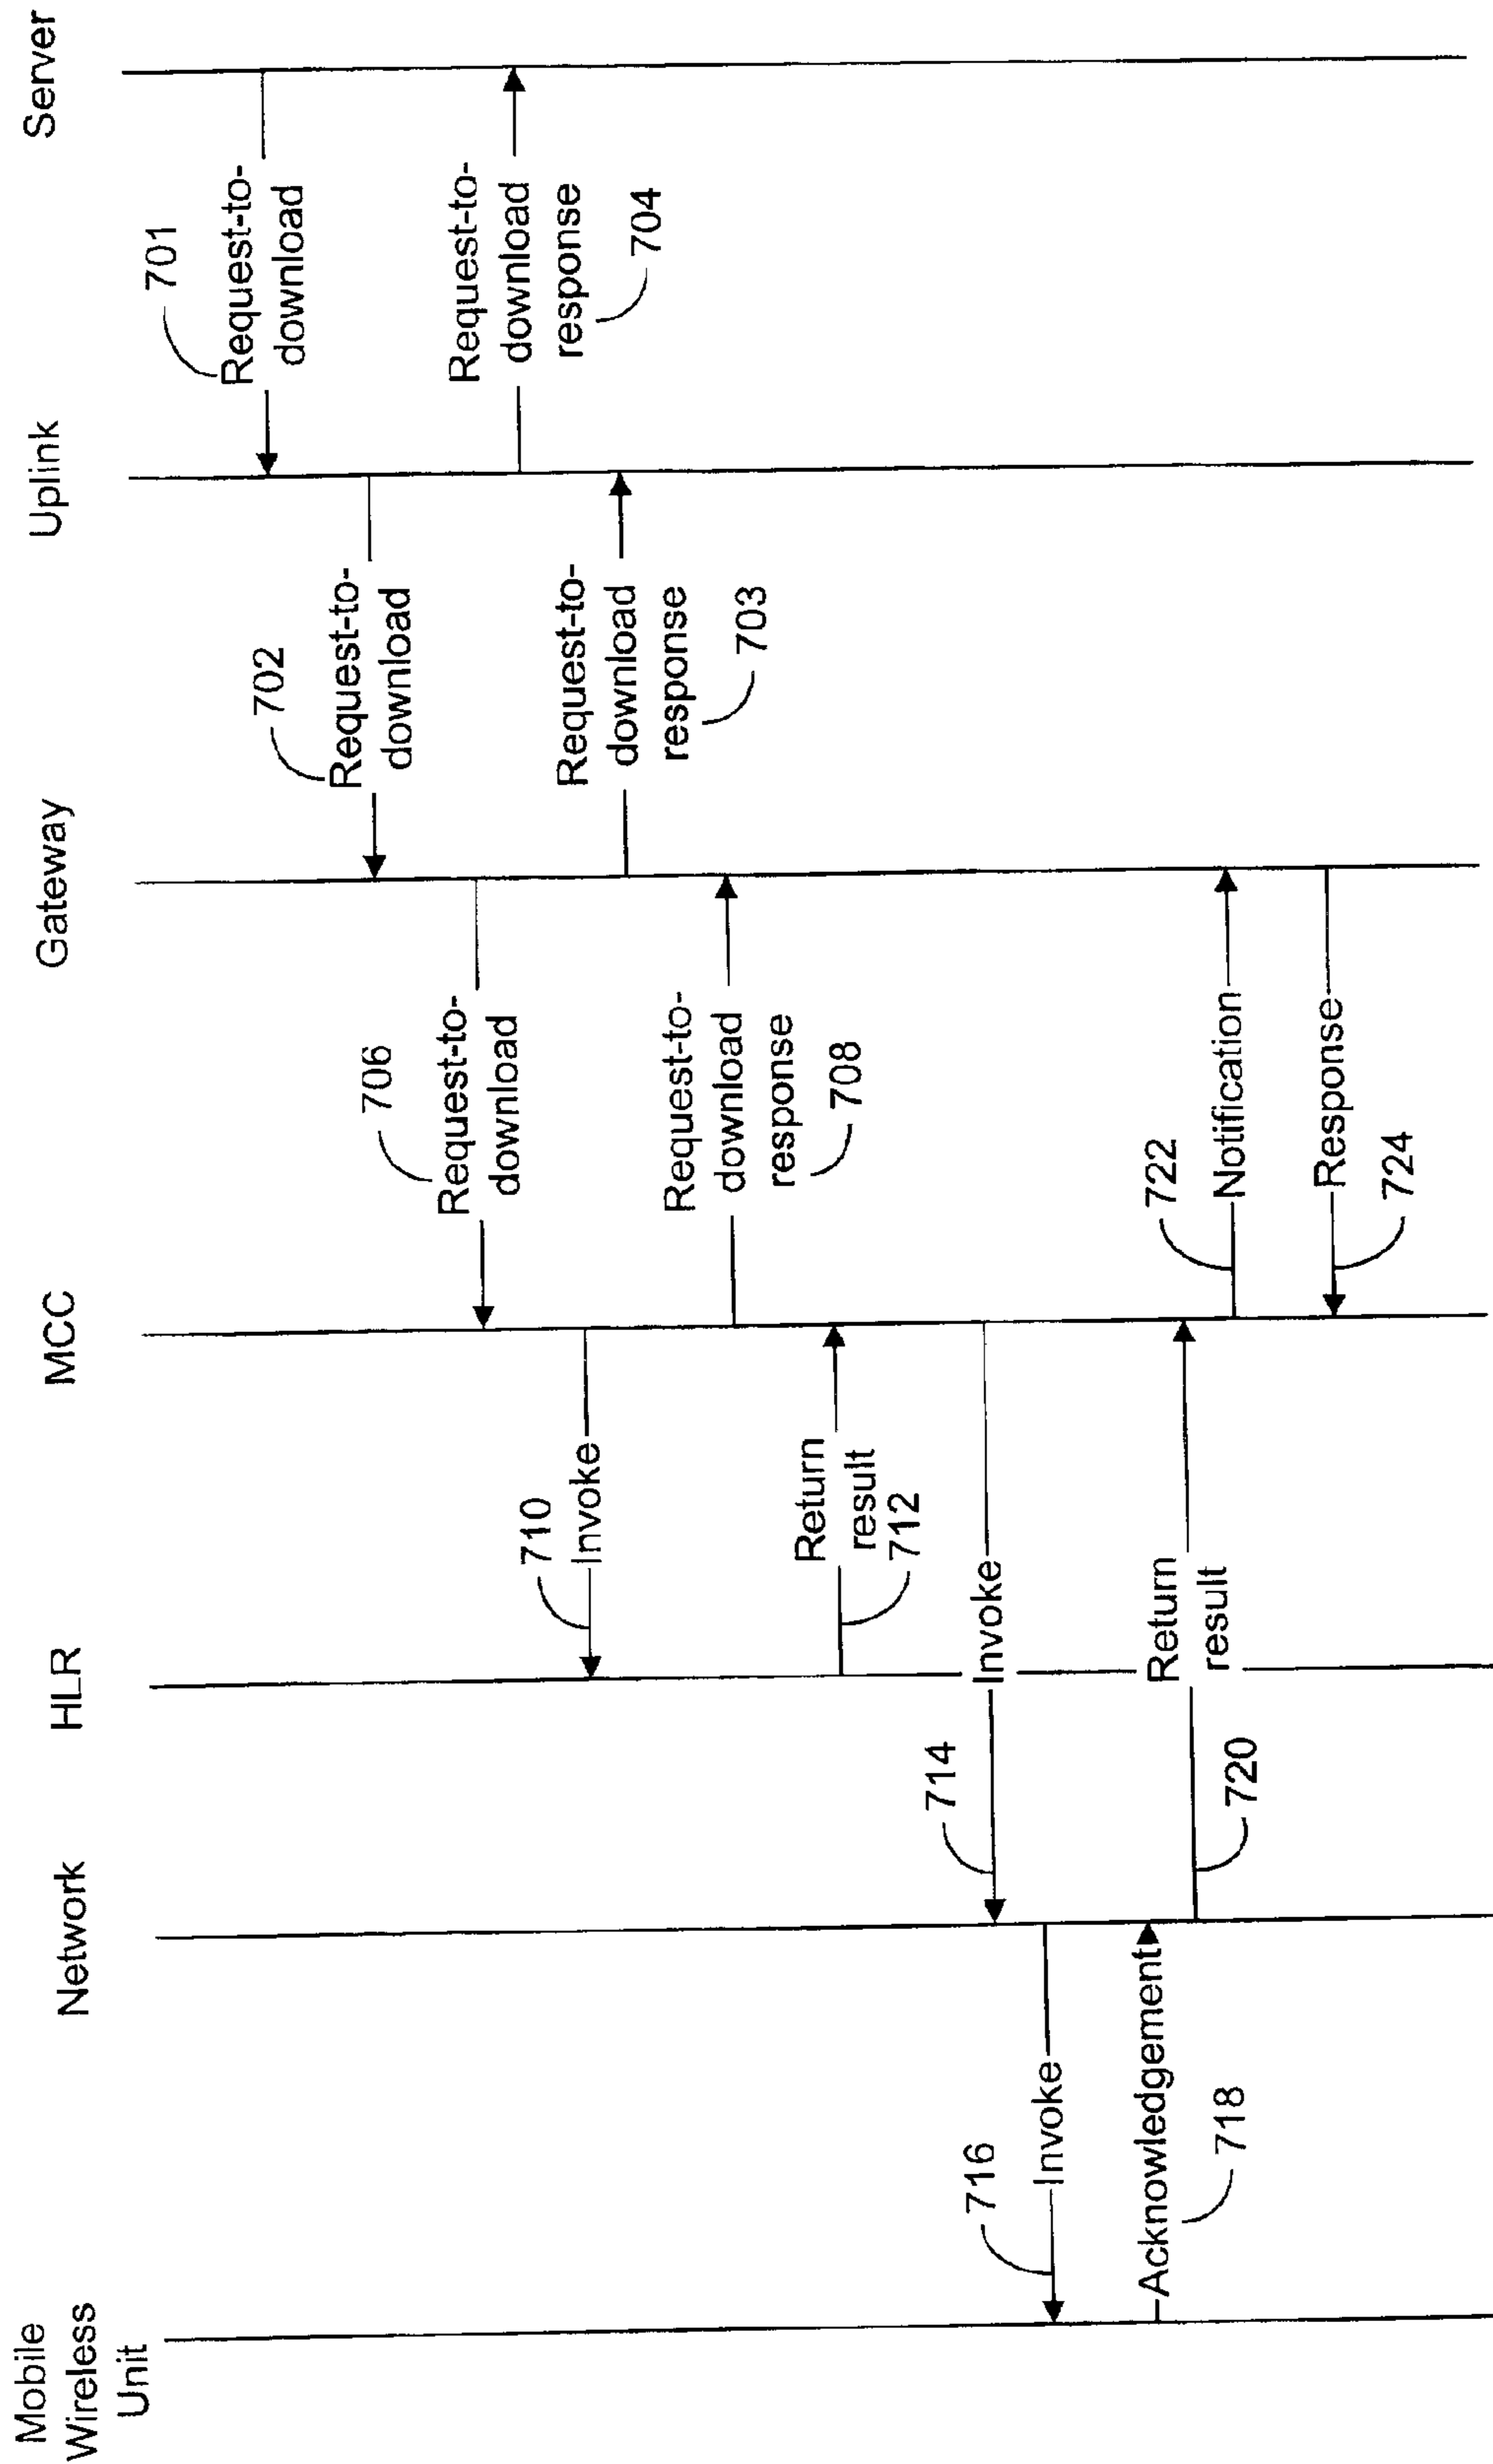 Mobile
Wireless
Unit
Network
HLR
MCC
Gateway
Uplink
Server
701
Request-to-
download
702
Request-to-
download
706
Request-to-
download
Request-to-
download
response
704
Request-to-
download
response
703
Request-to-
download
response
708
710
Invoke
Return
result
712
714
Invoke
716
Invoke
Acknowledgement
718
Return
result
720
722
Notification
Response
724